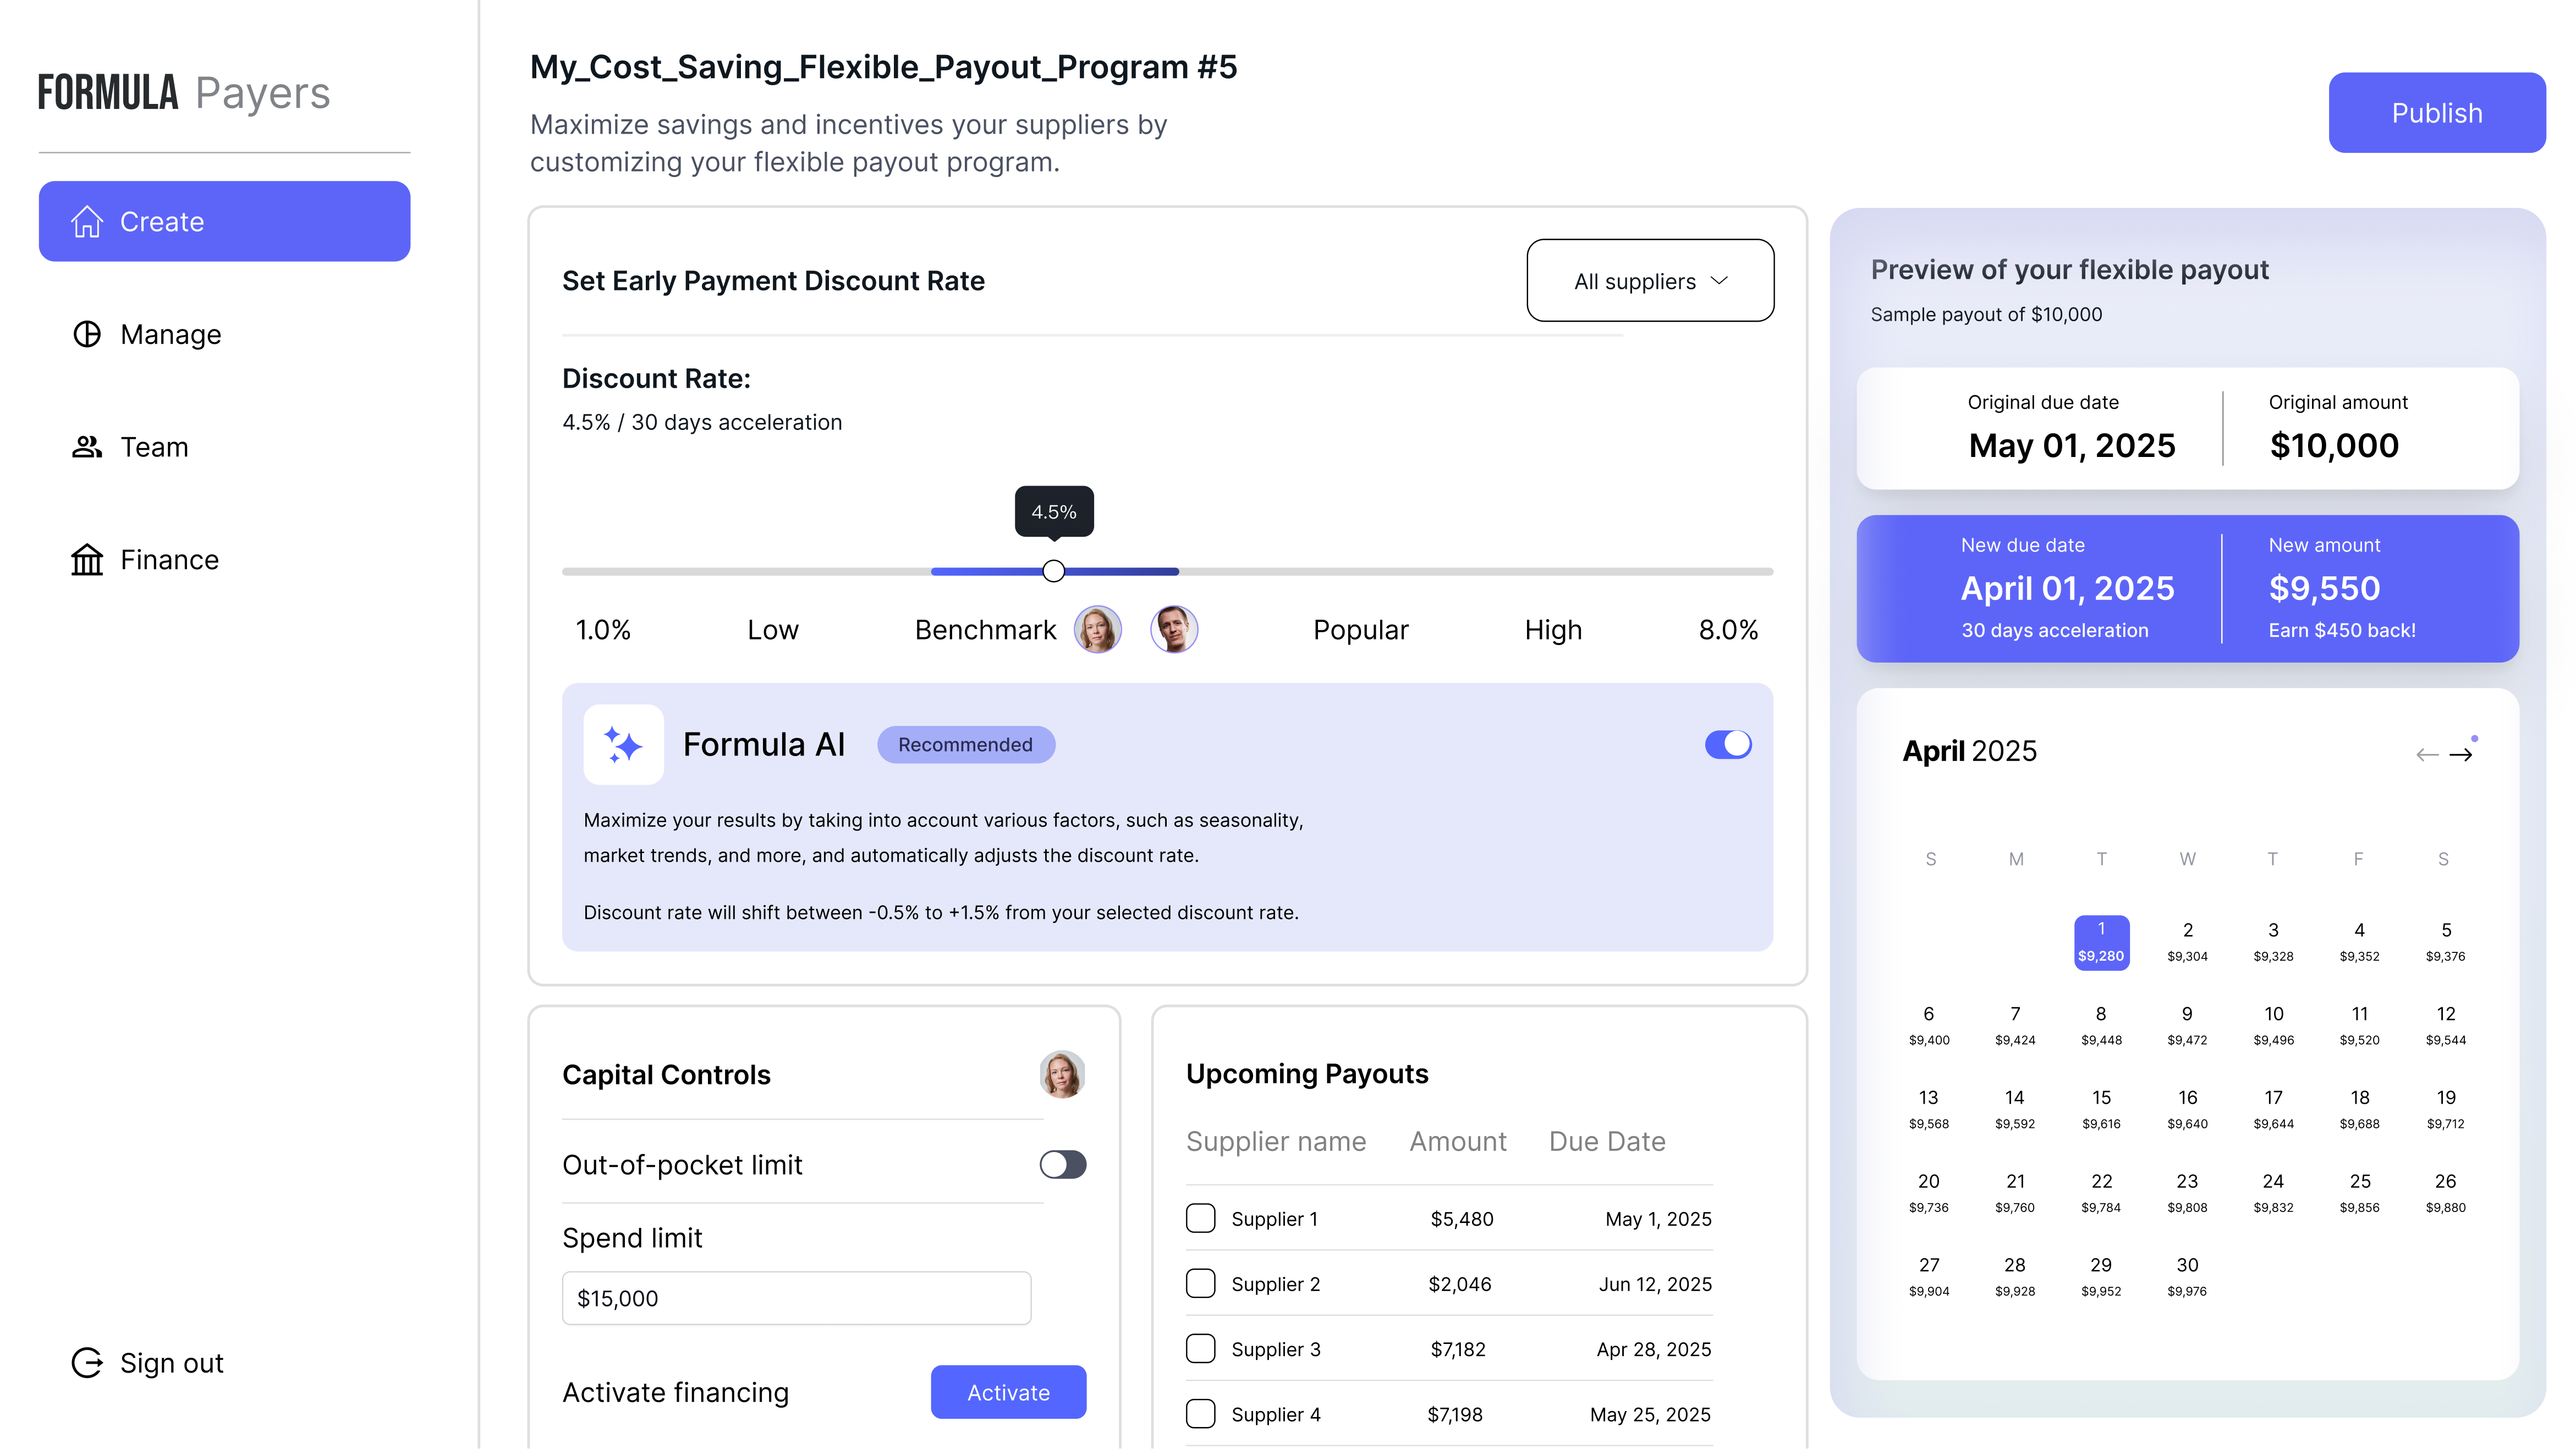 FORMULA Payers
Create
Manage
Team
Finance
Sign out
My_Cost_Saving_Flexible_Payout_Program #5
Maximize savings and incentives your suppliers by
customizing your flexible payout program.
Publish
Set Early Payment Discount Rate
All suppliers
Discount Rate:
4.5% / 30 days acceleration
4.5%
1.0% Low Benchmark Popular High 8.0%
Formula AI Recommended
Maximize your results by taking into account various factors, such as seasonality,
market trends, and more, and automatically adjusts the discount rate.
Discount rate will shift between -0.5% to +1.5% from your selected discount rate.
Capital Controls
Out-of-pocket limit
Spend limit
$15,000
Activate financing Activate
Upcoming Payouts
Supplier name Amount Due Date
Supplier 1 $5,480 May 1, 2025
Supplier 2 $2,046 Jun 12, 2025
Supplier 3 $7,182 Apr 28, 2025
Supplier 4 $7,198 May 25, 2025
Preview of your flexible payout
Sample payout of $10,000
Original due date Original amount
May 01, 2025 $10,000
New due date New amount
April 01, 2025 $9,550
30 days acceleration Earn $450 back!
April 2025
S M T W T F S
1 2 3 4 5
$9,280 $9,304 $9,328 $9,352 $9,376
6 7 8 9 10 11 12
$9,400 $9,424 $9,448 $9,472 $9,496 $9,520 $9,544
13 14 15 16 17 18 19
$9,568 $9,592 $9,616 $9,640 $9,644 $9,688 $9,712
20 21 22 23 24 25 26
$9,736 $9,760 $9,784 $9,808 $9,832 $9,856 $9,880
27 28 29 30
$9,904 $9,928 $9,952 $9,976